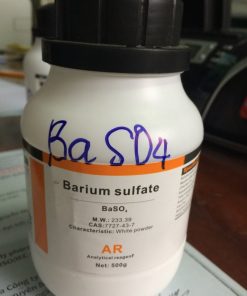 BaSO4
Barium sulfate
BaSO₄
M.W.: 233.39
CAS:7727-43-7
Characteristic: White powder
AR
Analytical reagent
Net: 500g